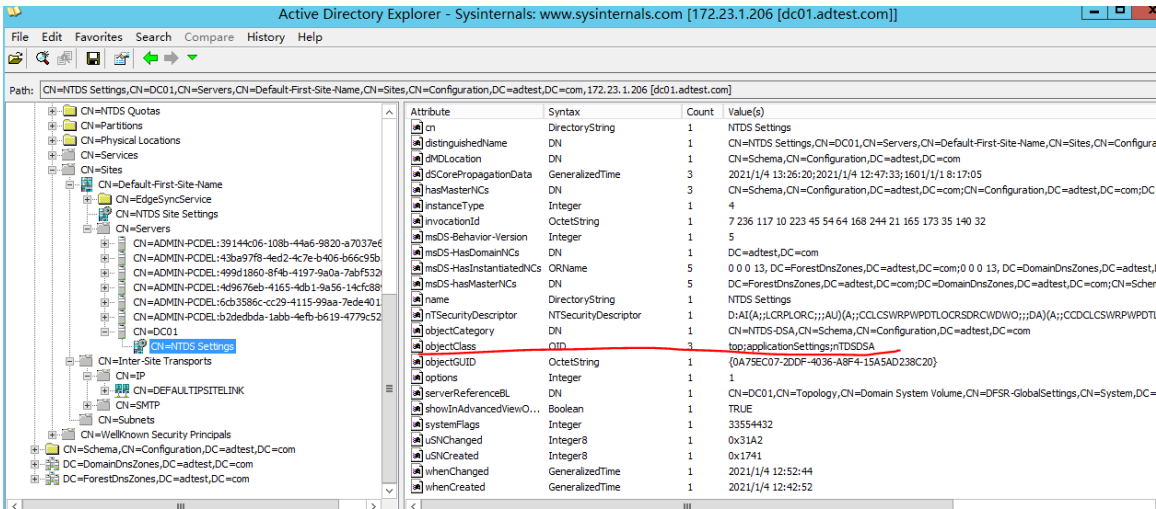 Active Directory Explorer - Sysinternals: www.sysinternals.com [172.23.1.206 [dc01.adtest.com]]
File Edit Favorites Search Compare History Help
Path: CN=NTDS Settings,CN=DC01,CN=Servers,CN=Default-First-Site-Name,CN=Sites,CN=Configuration,DC=adtest,DC=com,172.23.1.206 [dc01.adtest.com]
CN=NTDS Quotas
CN=Partitions
CN=Physical Locations
CN=Services
CN=Sites
CN=Default-First-Site-Name
CN=EdgeSyncService
CN=NTDS Site Settings
CN=Servers
CN=ADMIN-PCDEL:39144c06-108b-44a6-9820-a7037e6
CN=ADMIN-PCDEL:43ba97f8-4ed2-4c7e-b406-b66c95b
CN=ADMIN-PCDEL:499d1860-8f4b-4197-9a0a-7abf532
CN=ADMIN-PCDEL:4d9676eb-4165-4db1-9a56-14cfc88
CN=ADMIN-PCDEL:6cb3586c-cc29-4115-99aa-7ede401
CN=ADMIN-PCDEL:b2dedbda-1abb-4efb-b619-4779c52
CN=DC01
CN=NTDS Settings
CN=Inter-Site Transports
CN=IP
CN=DEFAULTIPSITELINK
CN=SMTP
CN=Subnets
CN=WellKnown Security Principals
CN=Schema,CN=Configuration,DC=adtest,DC=com
DC=DomainDnsZones,DC=adtest,DC=com
DC=ForestDnsZones,DC=adtest,DC=com
Attribute Syntax Count Value(s)
cn DirectoryString 1 NTDS Settings
distinguishedName DN 1 CN=NTDS Settings,CN=DC01,CN=Servers,CN=Default-First-Site-Name,CN=Sites,CN=Configura
dMDLocation DN 1 CN=Schema,CN=Configuration,DC=adtest,DC=com
dSCorePropagationData GeneralizedTime 3 2021/1/4 13:26:20;2021/1/4 12:47:33;1601/1/1 8:17:05
hasMasterNCs DN 3 CN=Schema,CN=Configuration,DC=adtest,DC=com;CN=Configuration,DC=adtest,DC=com;DC
instanceType Integer 1 4
invocationId OctetString 1 7 236 117 10 223 45 54 64 168 244 21 165 173 35 140 32
msDS-Behavior-Version Integer 1 5
msDS-HasDomainNCs DN 1 DC=adtest,DC=com
msDS-HasInstantiatedNCs ORName 5 0 0 0 13, DC=ForestDnsZones,DC=adtest,DC=com;0 0 0 13, DC=DomainDnsZones,DC=adtest,
msDS-hasMasterNCs DN 5 DC=ForestDnsZones,DC=adtest,DC=com;DC=DomainDnsZones,DC=adtest,DC=com;CN=Scher
name DirectoryString 1 NTDS Settings
nTSecurityDescriptor NTSecurityDescriptor 1 D:AI(A;;LCRPLORC;;;AU)(A;;CCLCSWRPWPDTLOCRSDRCWDWO;;;DA)(A;;CCDCLCSWRPWPDTL
objectCategory DN 1 CN=NTDS-DSA,CN=Schema,CN=Configuration,DC=adtest,DC=com
objectClass OID 3 top;applicationSettings;nTDSDSA
objectGUID OctetString 1 {0A75EC07-2DDF-4036-A8F4-15A5AD238C20}
options Integer 1 1
serverReferenceBL DN 1 CN=DC01,CN=Topology,CN=Domain System Volume,CN=DFSR-GlobalSettings,CN=System,DC=
showInAdvancedViewO... Boolean 1 TRUE
systemFlags Integer 1 33554432
uSNChanged Integer8 1 0x31A2
uSNCreated Integer8 1 0x1741
whenChanged GeneralizedTime 1 2021/1/4 12:52:44
whenCreated GeneralizedTime 1 2021/1/4 12:42:52